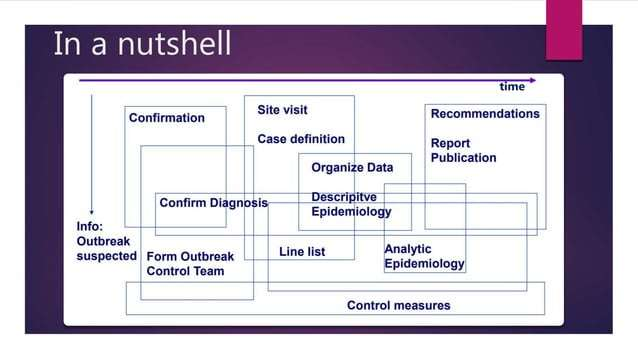 In a nutshell
time
Confirmation
Site visit
Case definition
Recommendations
Report
Publication
Organize Data
Descripitve
Epidemiology
Confirm Diagnosis
Info:
Outbreak
suspected
Form Outbreak
Control Team
Line list
Analytic
Epidemiology
Control measures